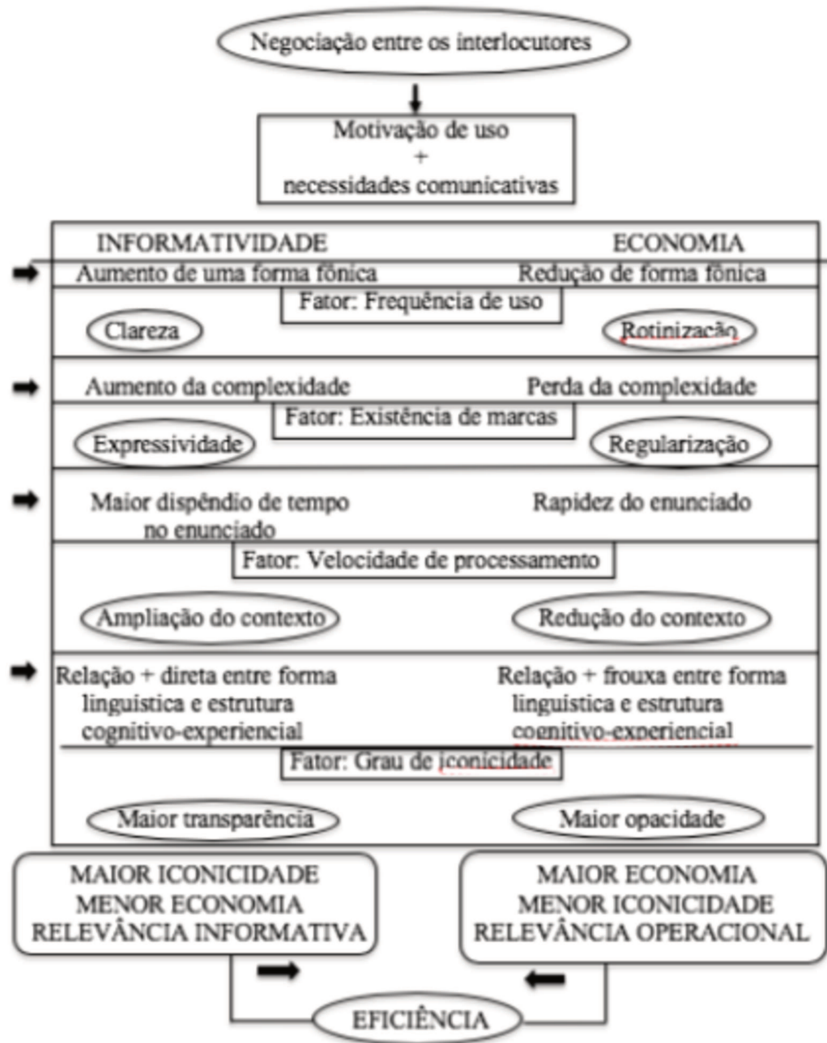 Negociação entre os interlocutores
Motivação de uso
+
necessidades comunicativas
INFORMATIVIDADE ECONOMIA
Aumento de uma forma fônica Redução de forma fônica
Fator: Frequência de uso
Clareza Rotinização
Aumento da complexidade Perda da complexidade
Fator: Existência de marcas
Expressividade Regularização
Maior dispêndio de tempo Rapidez do enunciado
no enunciado
Fator: Velocidade de processamento
Ampliação do contexto Redução do contexto
Relação + direta entre forma Relação + frouxa entre forma
linguística e estrutura linguística e estrutura
cognitivo-experiencial cognitivo-experiencial
Fator: Grau de iconicidade
Maior transparência Maior opacidade
MAIOR ICONICIDADE MAIOR ECONOMIA
MENOR ECONOMIA MENOR ICONICIDADE
RELEVÂNCIA INFORMATIVA RELEVÂNCIA OPERACIONAL
EFICIÊNCIA